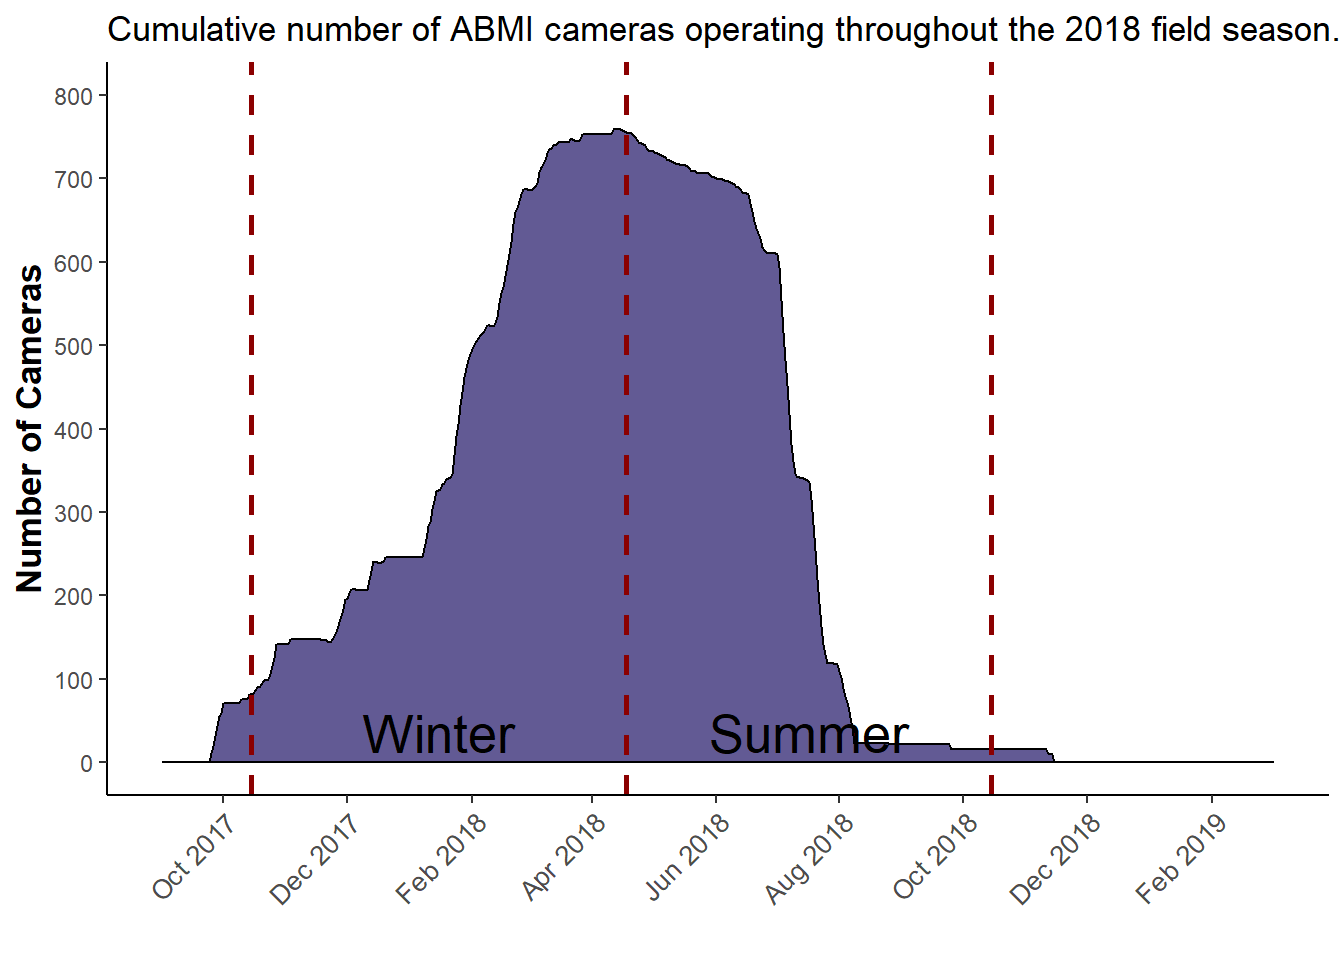 Cumulative number of ABMI cameras operating throughout the 2018 field season.
Number of Cameras
800
700
600
500
400
300
200
100
0
Winter
Summer
Oct 2017
Dec 2017
Feb 2018
Apr 2018
Jun 2018
Aug 2018
Oct 2018
Dec 2018
Feb 2019